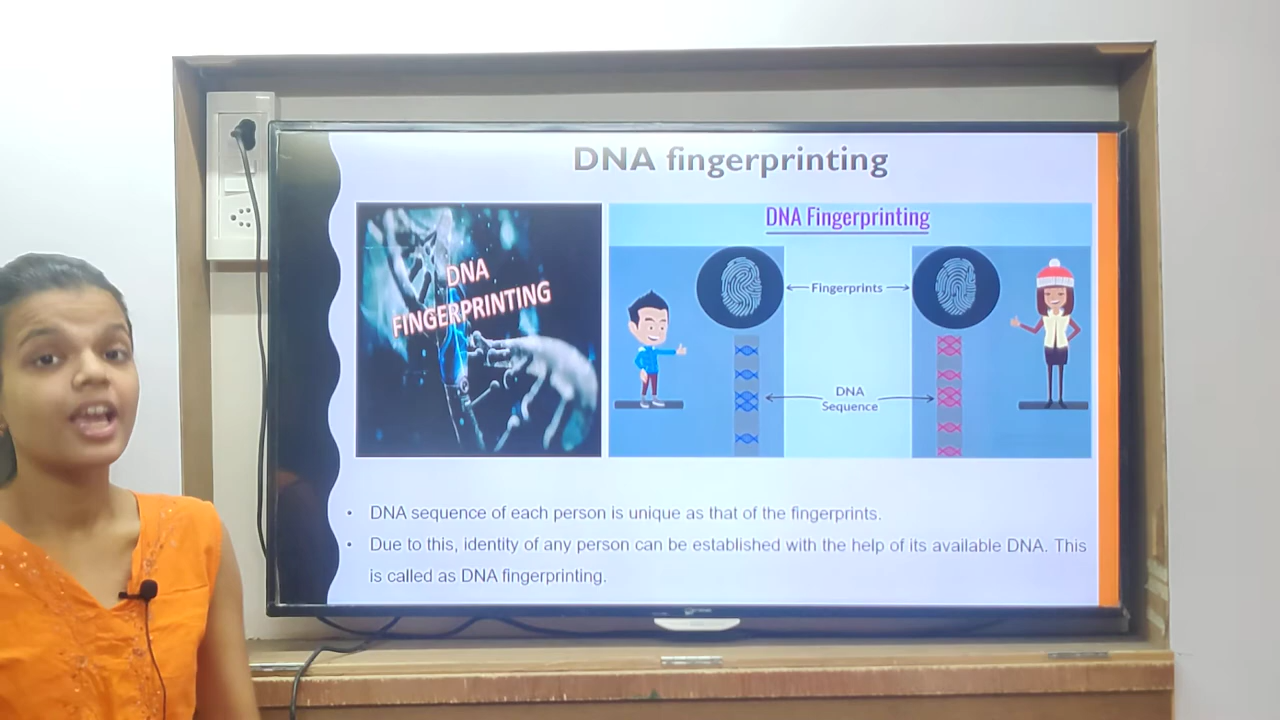 DNA fingerprinting
DNA
FINGERPRINTING
DNA Fingerprinting
Fingerprints
DNA
Sequence
• DNA sequence of each person is unique as that of the fingerprints.
• Due to this, identity of any person can be established with the help of its available DNA. This
is called as DNA fingerprinting.